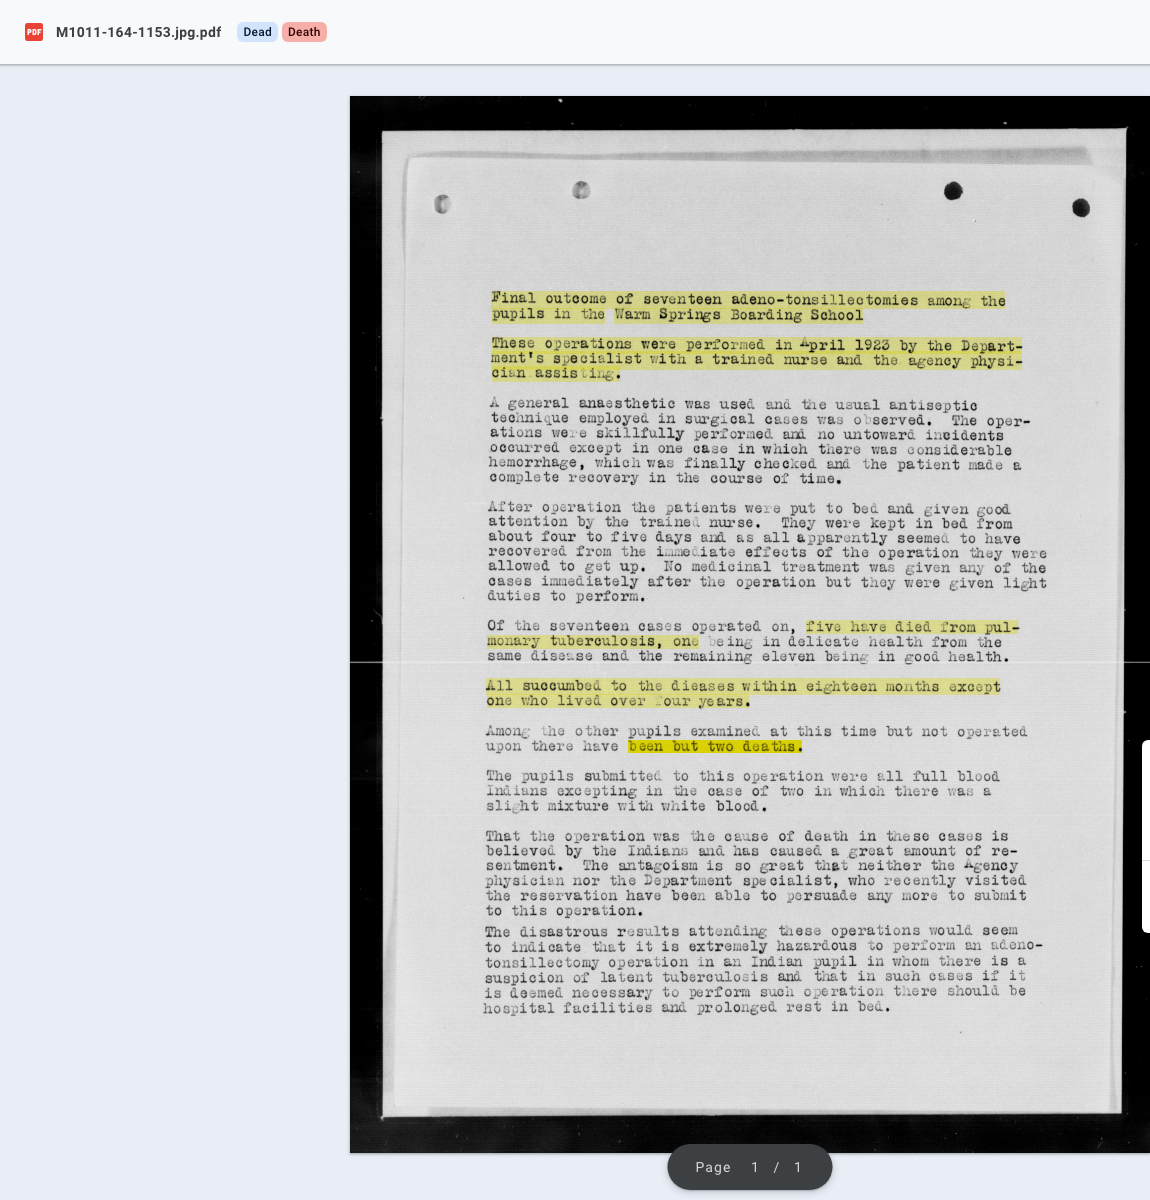 M1011-164-1153.jpg.pdf Dead Death
Final outcome of seventeen adeno-tonsillectomies among the
pupils in the Warm Springs Boarding School
These operations were performed in April 1923 by the Depart-
ment's specialist with a trained nurse and the agency physi-
cian assisting.
A general anaesthetic was used and the usual antiseptic
technique employed in surgical cases was observed. The oper-
ations were skillfully performed and no untoward incidents
occurred except in one case in which there was considerable
hemorrhage, which was finally checked and the patient made a
complete recovery in the course of time.
After operation the patients were put to bed and given good
attention by the trained nurse. They were kept in bed from
about four to five days and as all apparently seemed to have
recovered from the immediate effects of the operation they were
allowed to get up. No medicinal treatment was given any of the
cases immediately after the operation but they were given light
duties to perform.
Of the seventeen cases operated on, five have died from pul-
monary tuberculosis, one being in delicate health from the
same disease and the remaining eleven being in good health.
All succumbed to the dieases within eighteen months except
one who lived over four years.
Among the other pupils examined at this time but not operated
upon there have been but two deaths.
The pupils submitted to this operation were all full blood
Indians excepting in the case of two in which there was a
slight mixture with white blood.
That the operation was the cause of death in these cases is
believed by the Indians and has caused a great amount of re-
sentment. The antagoism is so great that neither the Agency
physician nor the Department specialist, who recently visited
the reservation have been able to persuade any more to submit
to this operation.
The disastrous results attending these operations would seem
to indicate that it is extremely hazardous to perform an adeno-
tonsillectomy operation in an Indian pupil in whom there is a
suspicion of latent tuberculosis and that in such cases if it
is deemed necessary to perform such operation there should be
hospital facilities and prolonged rest in bed.
Page 1 / 1